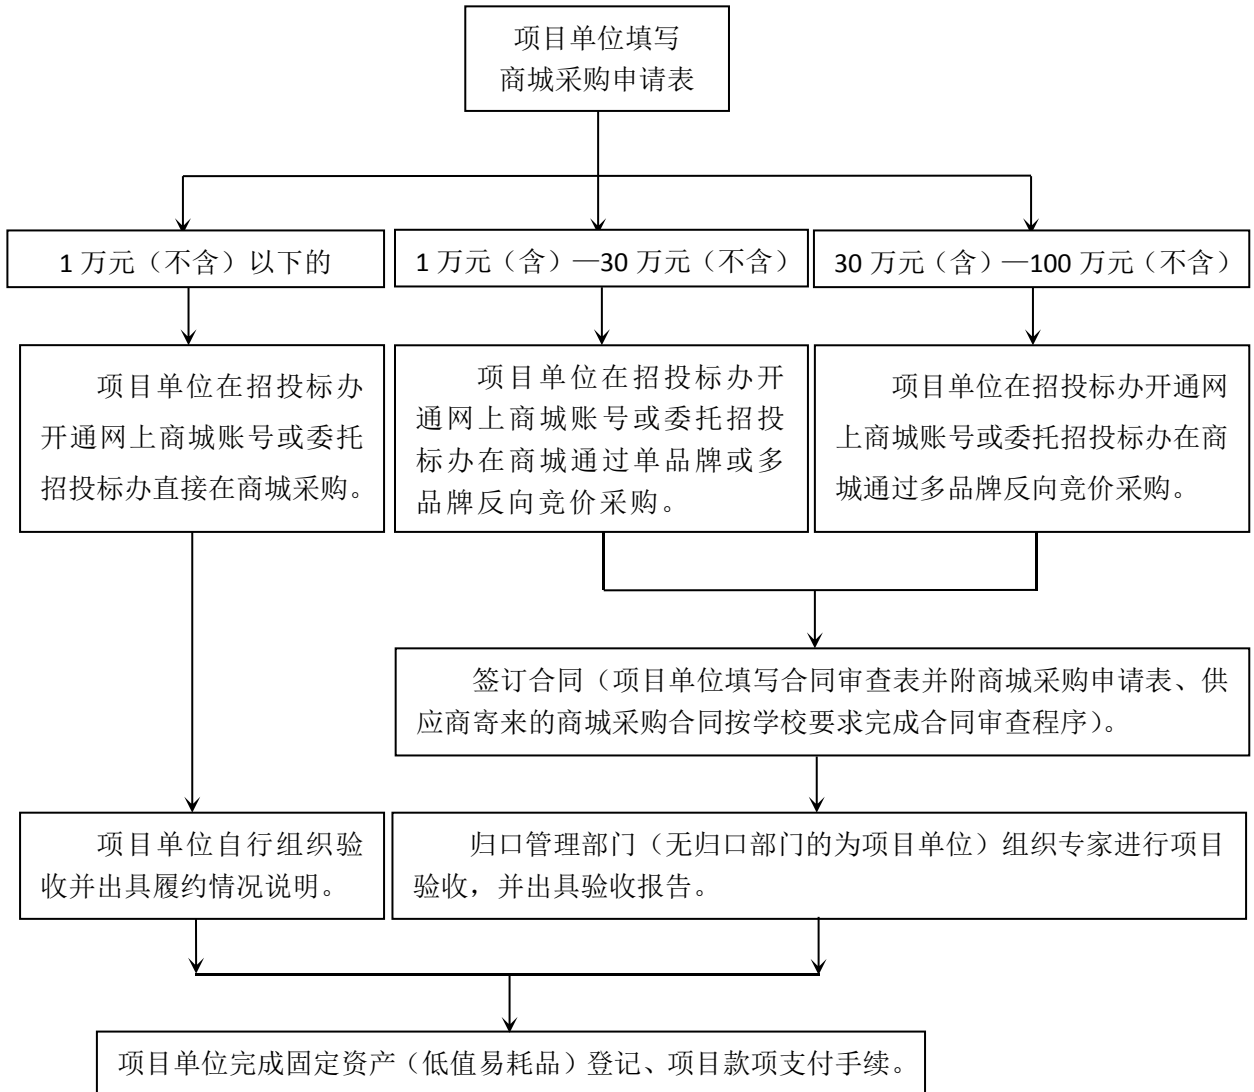 项目单位填写
商城采购申请表
1 万元（不含）以下的
1 万元（含）—30 万元（不含）
30 万元（含）—100 万元（不含）
项目单位在招投标办
开通网上商城账号或委托
招投标办直接在商城采购。
项目单位在招投标办开
通网上商城账号或委托招投
标办在商城通过单品牌或多
品牌反向竞价采购。
项目单位在招投标办开通网
上商城账号或委托招投标办在商
城通过多品牌反向竞价采购。
签订合同（项目单位填写合同审查表并附商城采购申请表、供
应商寄来的商城采购合同按学校要求完成合同审查程序）。
项目单位自行组织验
收并出具履约情况说明。
归口管理部门（无归口部门的为项目单位）组织专家进行项目
验收，并出具验收报告。
项目单位完成固定资产（低值易耗品）登记、项目款项支付手续。